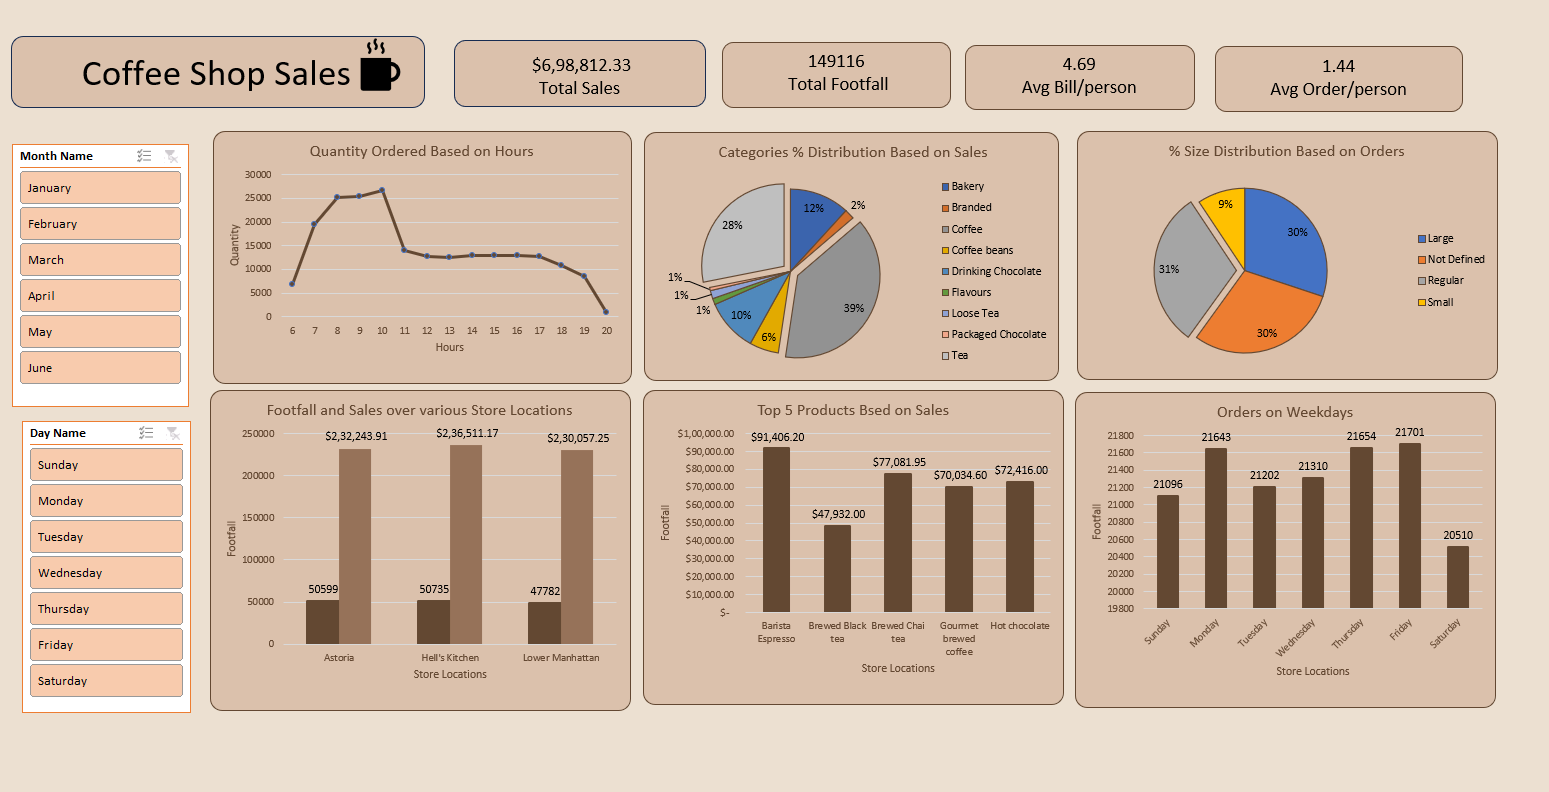 Coffee Shop Sales
$6,98,812.33
Total Sales
149116
Total Footfall
4.69
Avg Bill/person
1.44
Avg Order/person
Month Name
January
February
March
April
May
June
Day Name
Sunday
Monday
Tuesday
Wednesday
Thursday
Friday
Saturday
Quantity Ordered Based on Hours
Quantity
30000
25000
20000
15000
10000
5000
0
6 7 8 9 10 11 12 13 14 15 16 17 18 19 20
Hours
Categories % Distribution Based on Sales
12%
2%
39%
6%
10%
1%
1%
1%
28%
Bakery
Branded
Coffee
Coffee beans
Drinking Chocolate
Flavours
Loose Tea
Packaged Chocolate
Tea
% Size Distribution Based on Orders
30%
30%
31%
9%
Large
Not Defined
Regular
Small
Footfall and Sales over various Store Locations
Footfall
250000
200000
150000
100000
50000
0
50599
$2,32,243.91
50735
$2,36,511.17
47782
$2,30,057.25
Astoria
Hell's Kitchen
Lower Manhattan
Store Locations
Top 5 Products Bsed on Sales
Footfall
$1,00,000.00
$90,000.00
$80,000.00
$70,000.00
$60,000.00
$50,000.00
$40,000.00
$30,000.00
$20,000.00
$10,000.00
$-
$91,406.20
$47,932.00
$77,081.95
$70,034.60
$72,416.00
Barista
Espresso
Brewed Black
tea
Brewed Chai
tea
Gourmet
brewed
coffee
Hot chocolate
Store Locations
Orders on Weekdays
Footfall
21800
21600
21400
21200
21000
20800
20600
20400
20200
20000
19800
21096
21643
21202
21310
21654
21701
20510
Sunday
Monday
Tuesday
Wednesday
Thursday
Friday
Saturday
Store Locations